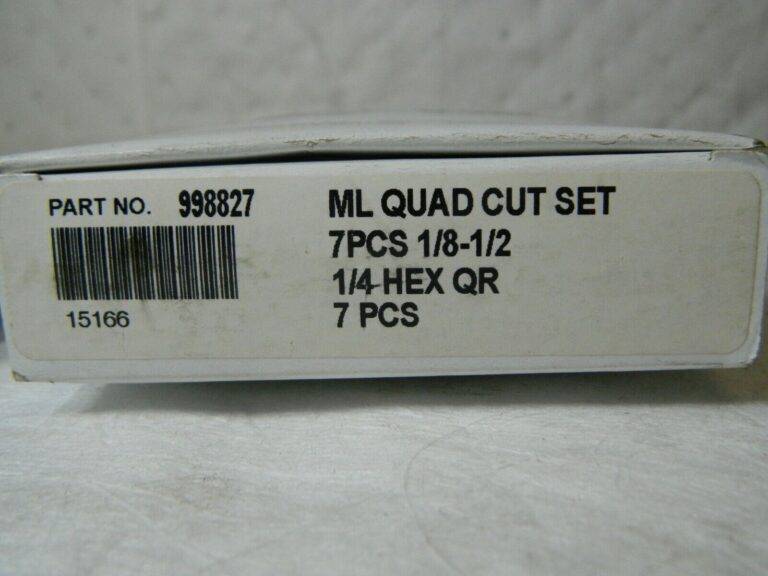 PART NO. 998827
15166
ML QUAD CUT SET
7PCS 1/8-1/2
1/4 HEX QR
7 PCS